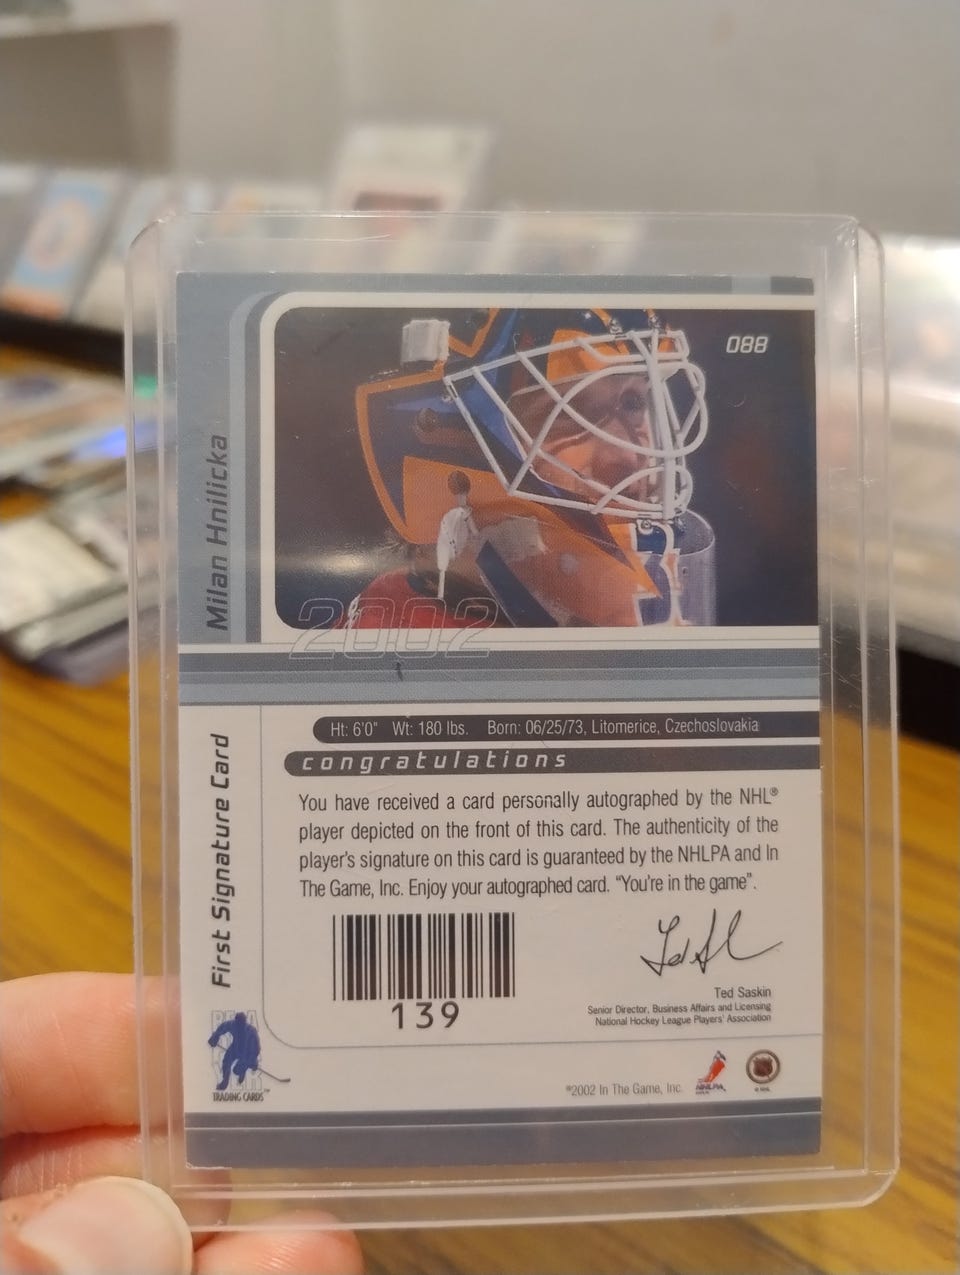 088
Milan Hnilicka
2002
Ht: 6'0" Wt: 180 lbs. Born: 06/25/73, Litomerice, Czechoslovakia
congratulations
First Signature Card
You have received a card personally autographed by the NHL®
player depicted on the front of this card. The authenticity of the
player's signature on this card is guaranteed by the NHLPA and In
The Game, Inc. Enjoy your autographed card. "You're in the game".
139
Ted Saskin
Senior Director, Business Affairs and Licensing
National Hockey League Players' Association
TRADING CARDS™
©2002 In The Game, Inc.
NHLPA